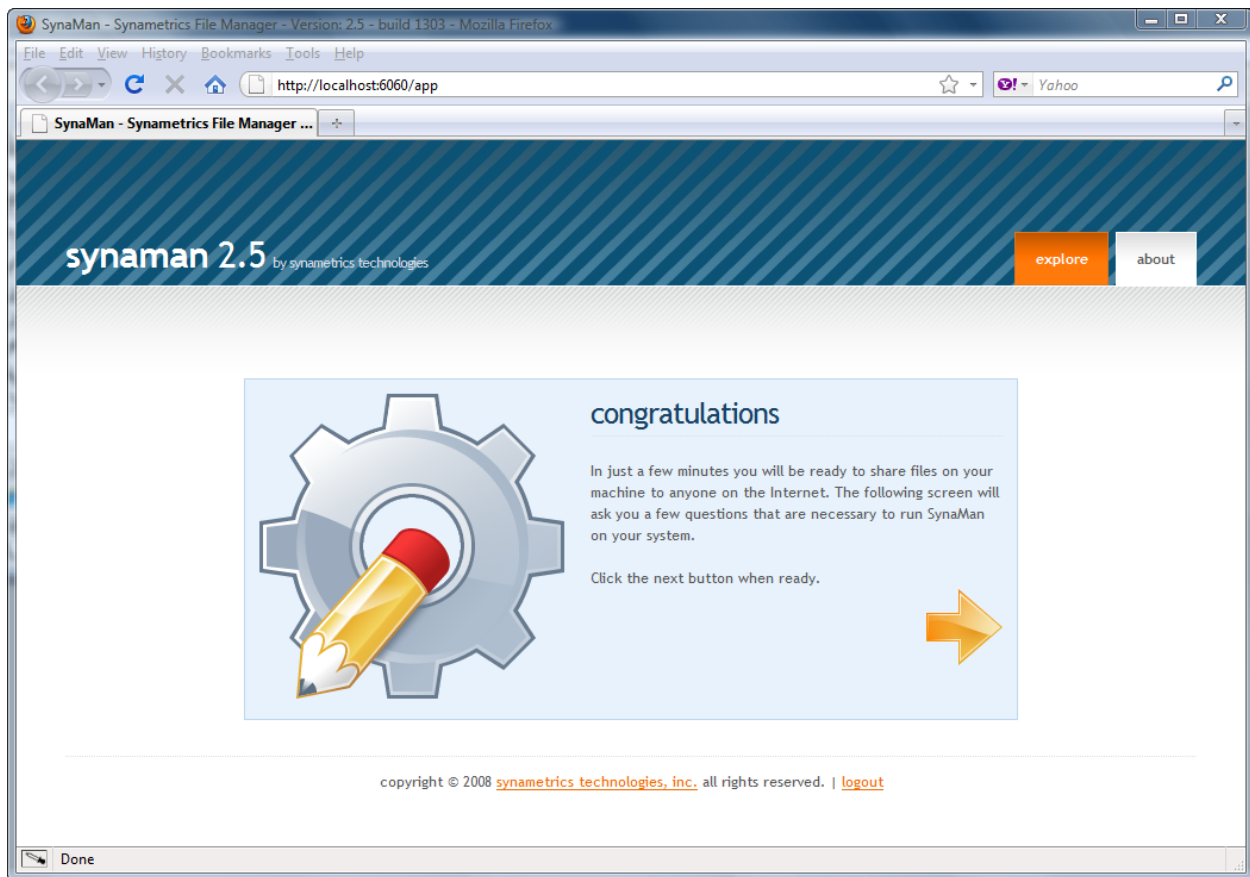 SynaMan - Synametrics File Manager - Version: 2.5 - build 1303 - Mozilla Firefox
File Edit View History Bookmarks Tools Help
http://localhost:6060/app Yahoo
SynaMan - Synametrics File Manager ...
synaman 2.5 by synametrics technologies
explore about
congratulations
In just a few minutes you will be ready to share files on your
machine to anyone on the Internet. The following screen will
ask you a few questions that are necessary to run SynaMan
on your system.
Click the next button when ready.
copyright © 2008 synametrics technologies, inc. all rights reserved. | logout
Done